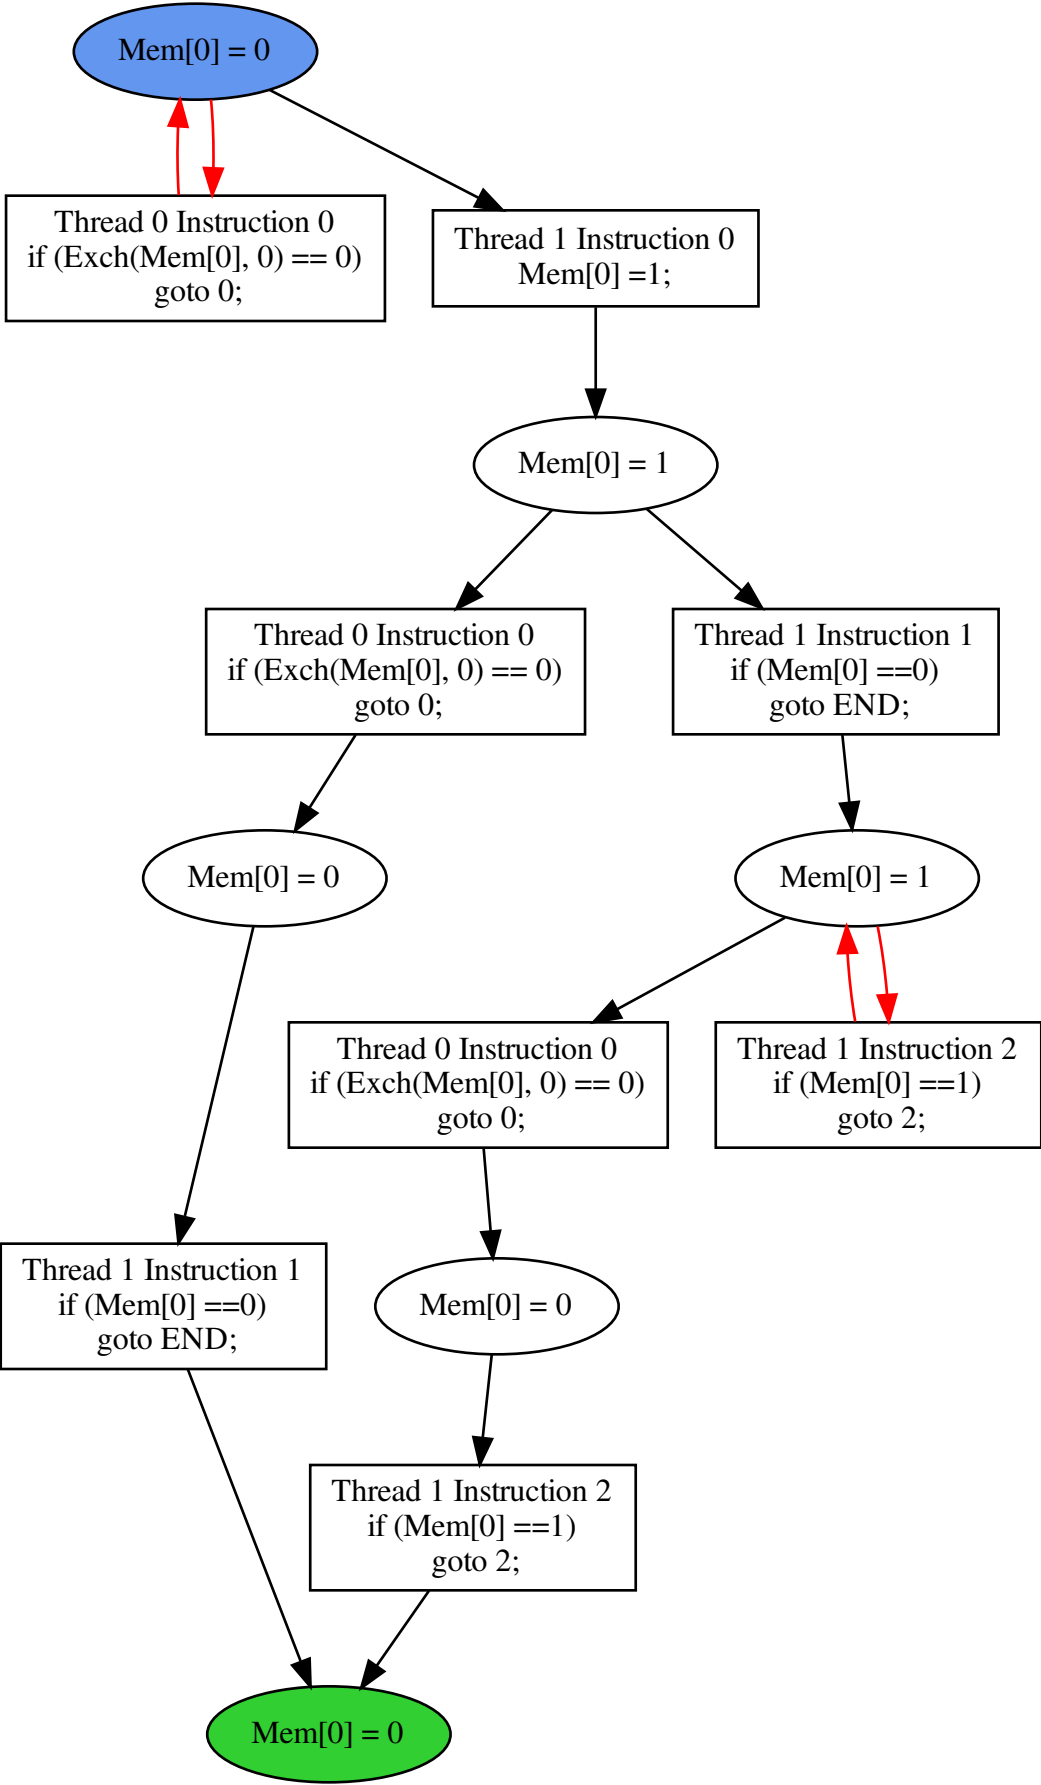 Mem[0] = 0
Thread 0 Instruction 0
if (Exch(Mem[0], 0) == 0)
goto 0;
Thread 1 Instruction 0
Mem[0] =1;
Mem[0] = 1
Thread 0 Instruction 0
if (Exch(Mem[0], 0) == 0)
goto 0;
Thread 1 Instruction 1
if (Mem[0] ==0)
goto END;
Mem[0] = 0
Mem[0] = 1
Thread 0 Instruction 0
if (Exch(Mem[0], 0) == 0)
goto 0;
Thread 1 Instruction 2
if (Mem[0] ==1)
goto 2;
Thread 1 Instruction 1
if (Mem[0] ==0)
goto END;
Mem[0] = 0
Thread 1 Instruction 2
if (Mem[0] ==1)
goto 2;
Mem[0] = 0